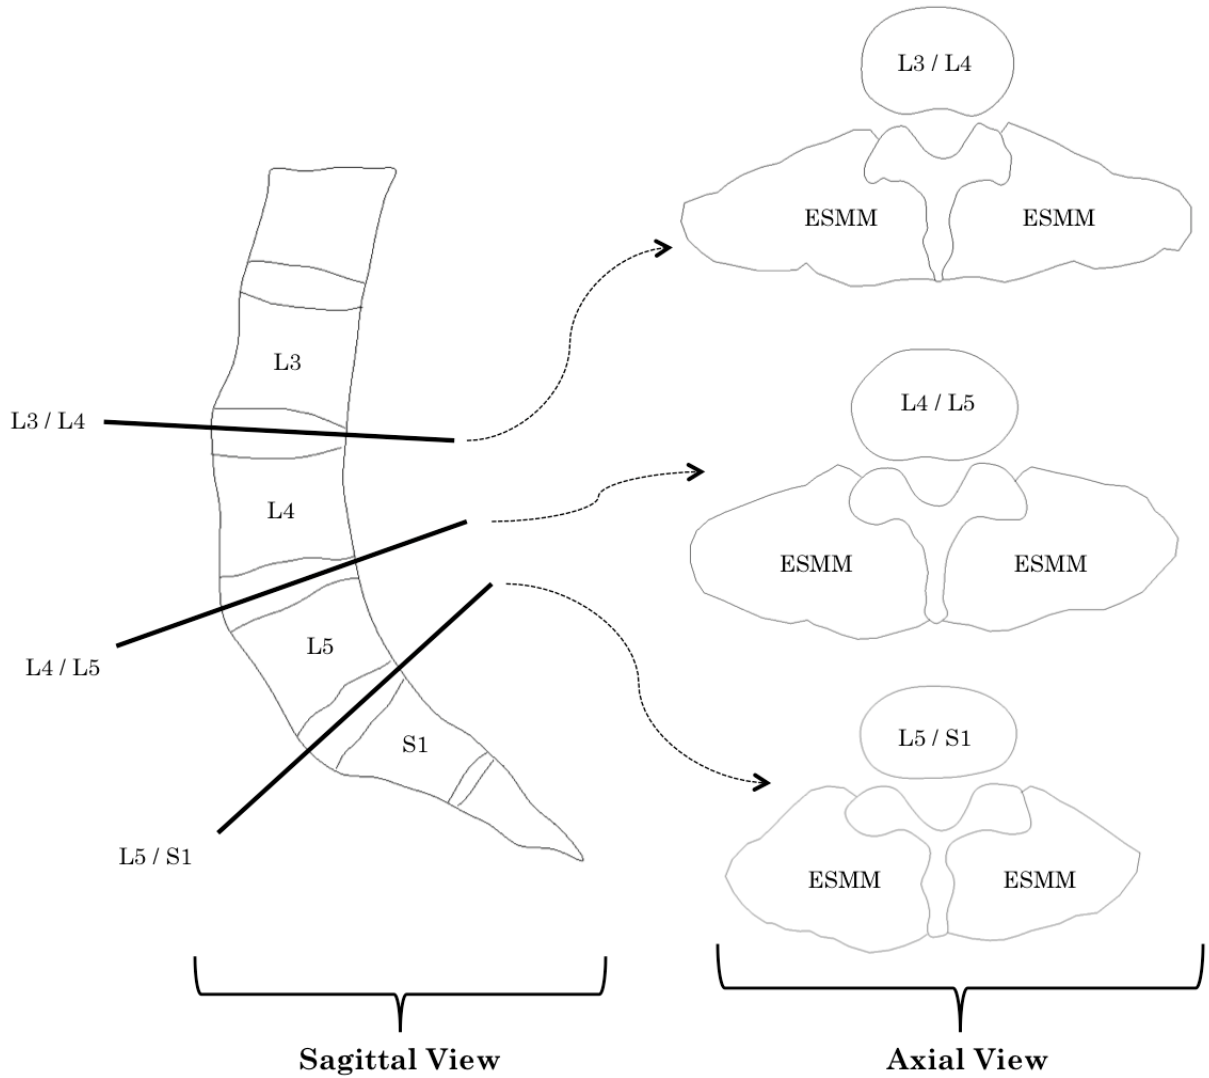 L3
L3 / L4
L4
L5
L4 / L5
S1
L5 / S1
Sagittal View
L3 / L4
ESMM ESMM
L4 / L5
ESMM ESMM
L5 / S1
ESMM ESMM
Axial View